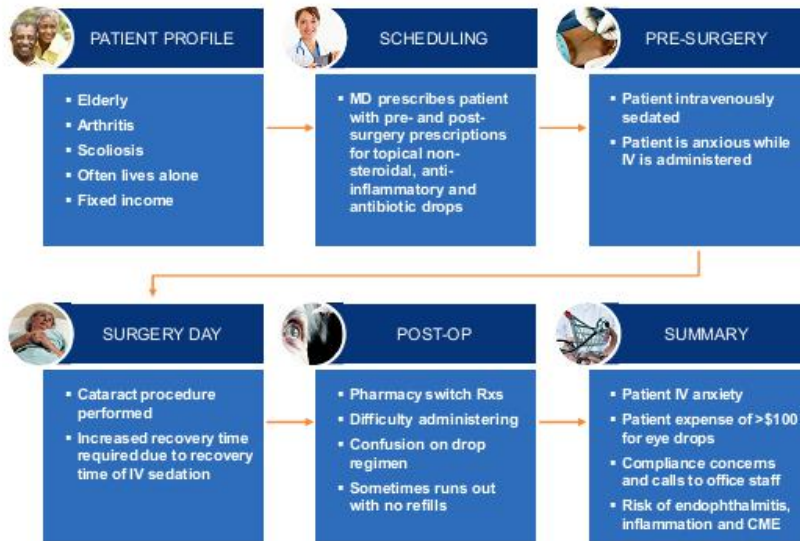 PATIENT PROFILE
▪ Elderly
▪ Arthritis
▪ Scoliosis
▪ Often lives alone
▪ Fixed income
SCHEDULING
▪ MD prescribes patient
with pre- and post-
surgery prescriptions
for topical non-
steroidal, anti-
inflammatory and
antibiotic drops
PRE-SURGERY
▪ Patient intravenously
sedated
▪ Patient is anxious while
IV is administered
SURGERY DAY
▪ Cataract procedure
performed
▪ Increased recovery time
required due to recovery
time of IV sedation
POST-OP
▪ Pharmacy switch Rxs
▪ Difficulty administering
▪ Confusion on drop
regimen
▪ Sometimes runs out
with no refills
SUMMARY
▪ Patient IV anxiety
▪ Patient expense of >$100
for eye drops
▪ Compliance concerns
and calls to office staff
▪ Risk of endophthalmitis,
inflammation and CME